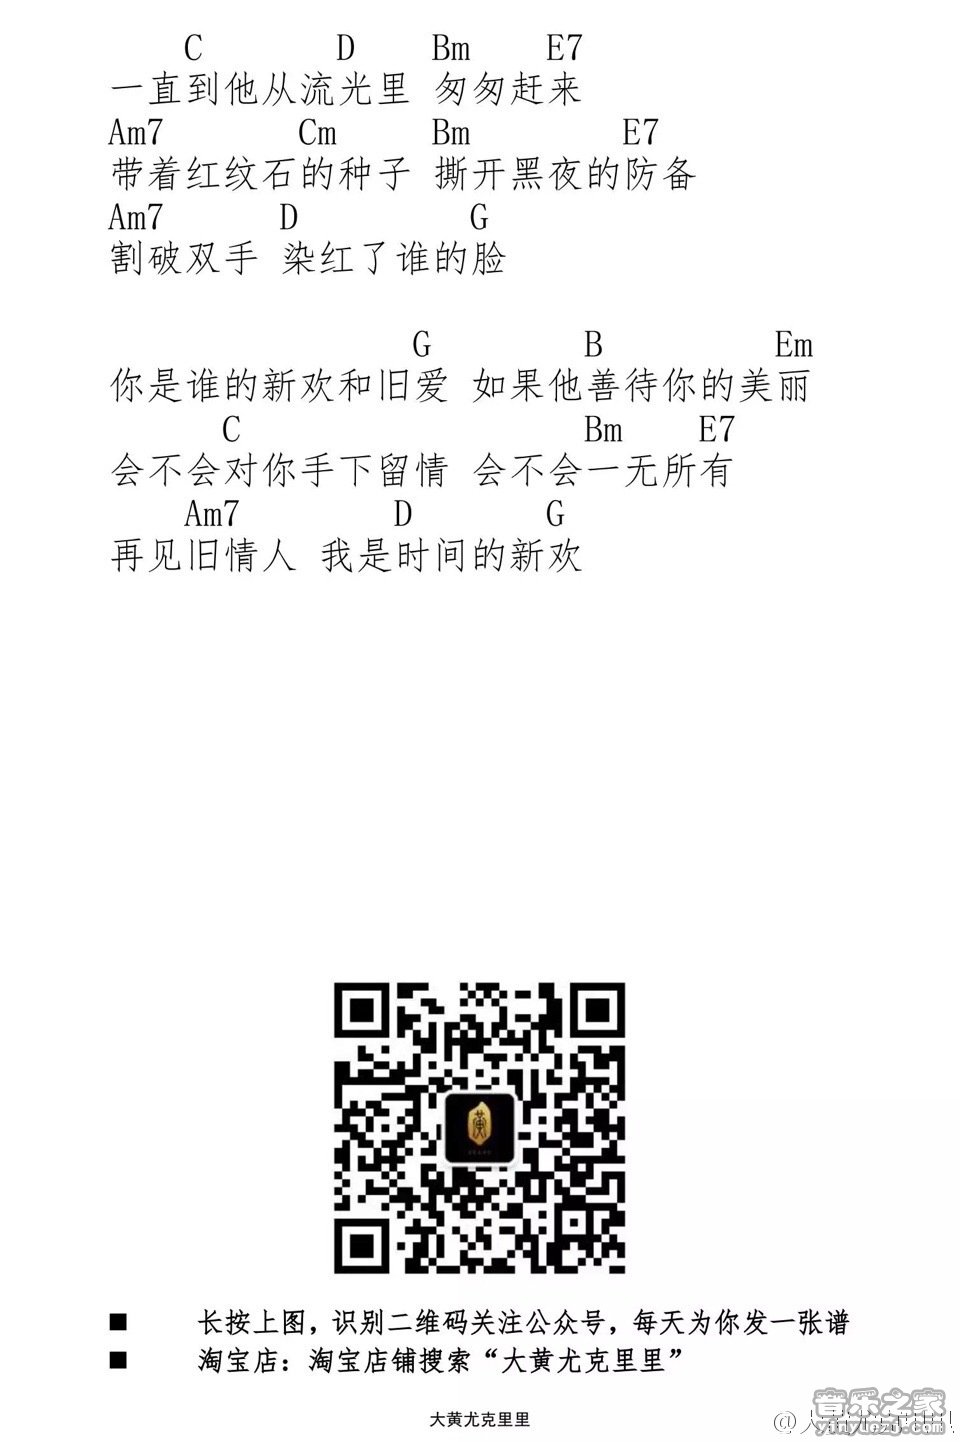 C D Bm E7
一直到他从流光里 匆匆赶来
Am7 Cm Bm E7
带着红纹石的种子 撕开黑夜的防备
Am7 D G
割破双手 染红了谁的脸
G B Em
你是谁的新欢和旧爱 如果他善待你的美丽
C Bm E7
会不会对你手下留情 会不会一无所有
Am7 D G
再见旧情人 我是时间的新欢
■ 长按上图，识别二维码关注公众号，每天为你发一张谱
■ 淘宝店：淘宝店铺搜索“大黄尤克里里”
大黄尤克里里
音乐之家
yinyuezj.com